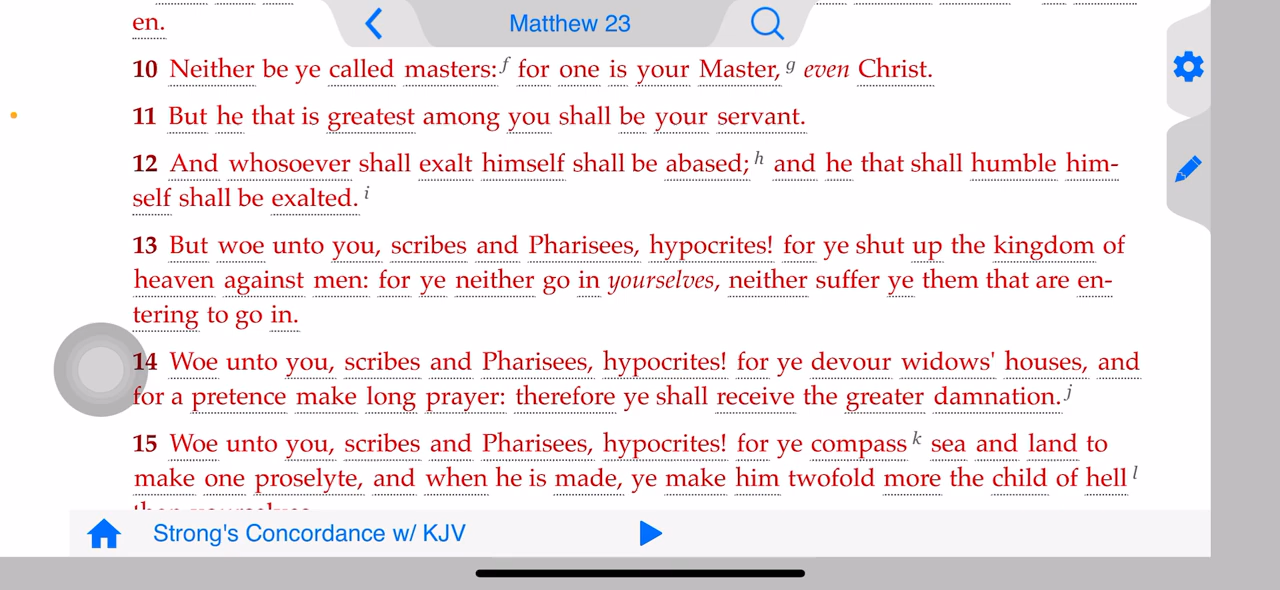 en.
Matthew 23
10 Neither be ye called masters: f for one is your Master, g even Christ.
11 But he that is greatest among you shall be your servant.
12 And whosoever shall exalt himself shall be abased; h and he that shall humble him-
self shall be exalted. i
13 But woe unto you, scribes and Pharisees, hypocrites! for ye shut up the kingdom of
heaven against men: for ye neither go in yourselves, neither suffer ye them that are en-
tering to go in.
14 Woe unto you, scribes and Pharisees, hypocrites! for ye devour widows' houses, and
for a pretence make long prayer: therefore ye shall receive the greater damnation. j
15 Woe unto you, scribes and Pharisees, hypocrites! for ye compass k sea and land to
make one proselyte, and when he is made, ye make him twofold more the child of hell l
Strong's Concordance w/ KJV